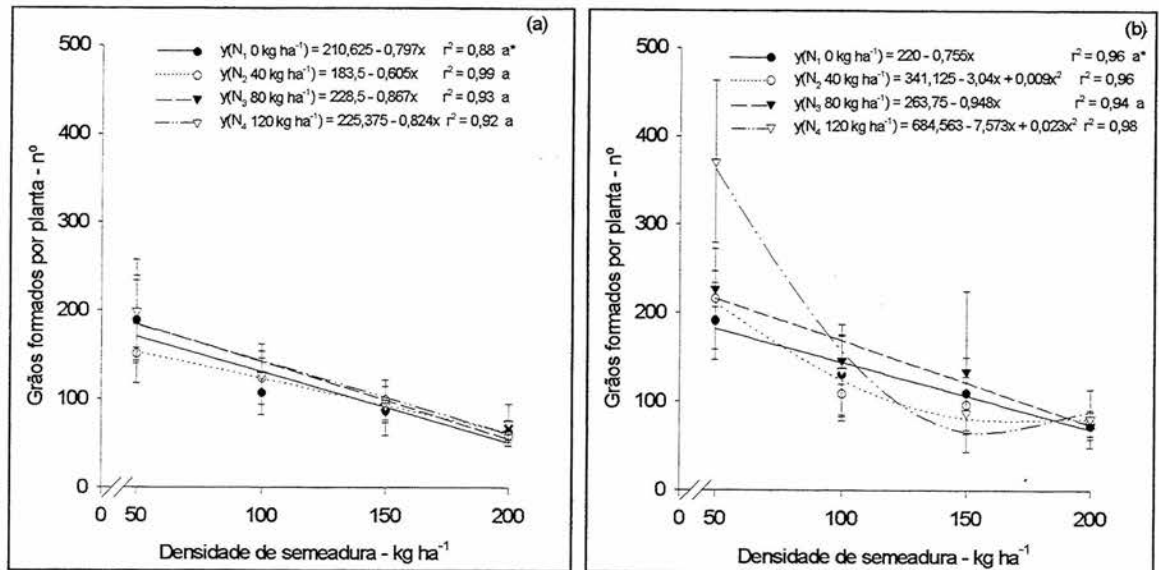 (a)
500
400
300
200
100
0
Grãos formados por planta - nº
y(N₁ 0 kg ha⁻¹) = 210,625 - 0,797x r² = 0,88 a*
y(N₂ 40 kg ha⁻¹) = 183,5 - 0,605x r² = 0,99 a
y(N₃ 80 kg ha⁻¹) = 228,5 - 0,867x r² = 0,93 a
y(N₄ 120 kg ha⁻¹) = 225,375 - 0,824x r² = 0,92 a
0 50 100 150 200
Densidade de semeadura - kg ha⁻¹
(b)
500
400
300
200
100
0
Grãos formados por planta - nº
y(N₁ 0 kg ha⁻¹) = 220 - 0,755x r² = 0,96 a*
y(N₂ 40 kg ha⁻¹) = 341,125 - 3,04x + 0,009x² r² = 0,96
y(N₃ 80 kg ha⁻¹) = 263,75 - 0,948x r² = 0,94 a
y(N₄ 120 kg ha⁻¹) = 684,563 - 7,573x + 0,023x² r² = 0,98
0 50 100 150 200
Densidade de semeadura - kg ha⁻¹